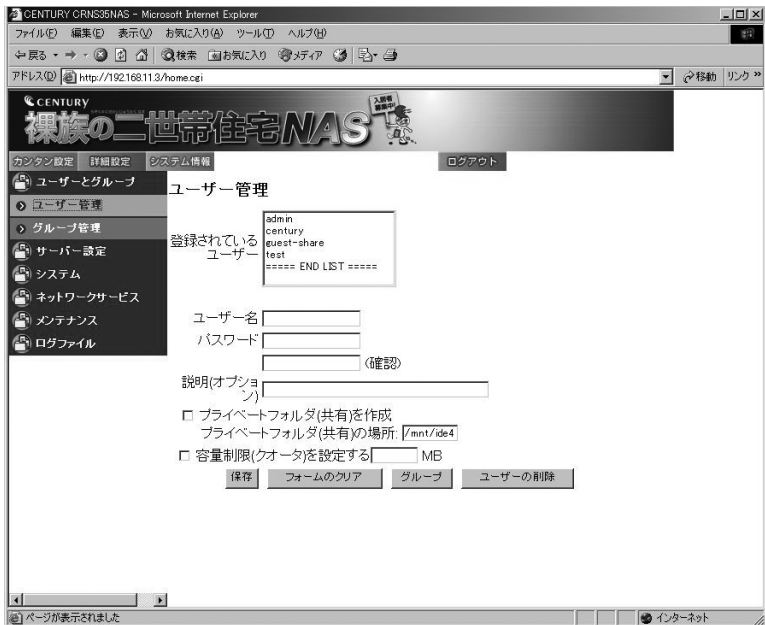 CENTURY CRNS35NAS - Microsoft Internet Explorer
ファイル(F) 編集(E) 表示(V) お気に入り(A) ツール(T) ヘルプ(H)
戻る 検索 お気に入り メディア
アドレス(D) http://192.168.11.3/home.cgi 移動 リンク »
CENTURY
裸族の二世帯住宅NAS
入居者募集中!
カンタン設定 詳細設定 システム情報 ログアウト
ユーザーとグループ
ユーザー管理
グループ管理
サーバー設定
システム
ネットワークサービス
メンテナンス
ログファイル
ユーザー管理
登録されているユーザー
admin
century
guest-share
test
===== END LIST =====
ユーザー名
パスワード
(確認)
説明(オプション)
プライベートフォルダ(共有)を作成
プライベートフォルダ(共有)の場所: /mnt/ide4
容量制限(クオータ)を設定する MB
保存 フォームのクリア グループ ユーザーの削除
ページが表示されました インターネット